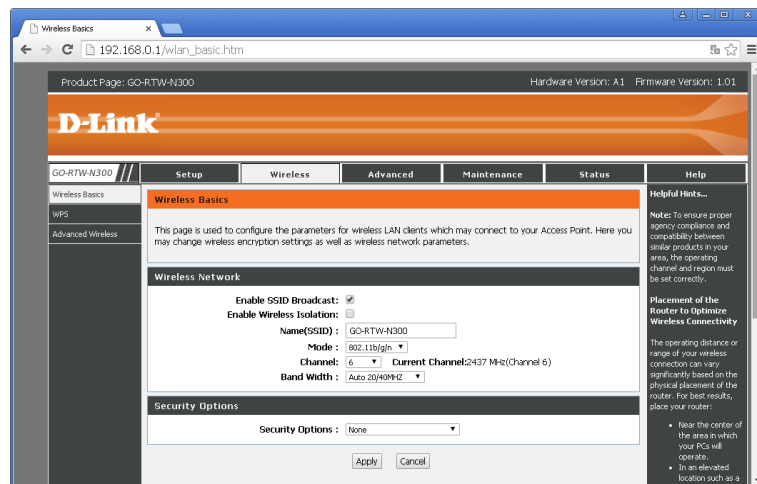 Wireless Basics
192.168.0.1/wlan_basic.htm
Product Page: GO-RTW-N300 Hardware Version: A1 Firmware Version: 1.01
D-Link
GO-RTW-N300 Setup Wireless Advanced Maintenance Status Help
Wireless Basics
WPS
Advanced Wireless
Wireless Basics
This page is used to configure the parameters for wireless LAN clients which may connect to your Access Point. Here you
may change wireless encryption settings as well as wireless network parameters.
Wireless Network
Enable SSID Broadcast:
Enable Wireless Isolation:
Name(SSID) : GO-RTW-N300
Mode : 802.11b/g/n
Channel: 6 Current Channel:2437 MHz(Channel 6)
Band Width : Auto 20/40MHZ
Security Options
Security Options : None
Apply Cancel
Helpful Hints...
Note: To ensure proper
agency compliance and
compatibility between
similar products in your
area, the operating
channel and region must
be set correctly.
Placement of the
Router to Optimize
Wireless Connectivity
The operating distance or
range of your wireless
connection can vary
significantly based on the
physical placement of the
router. For best results,
place your router:
Near the center of
the area in which
your PCs will
operate.
In an elevated
location such as a